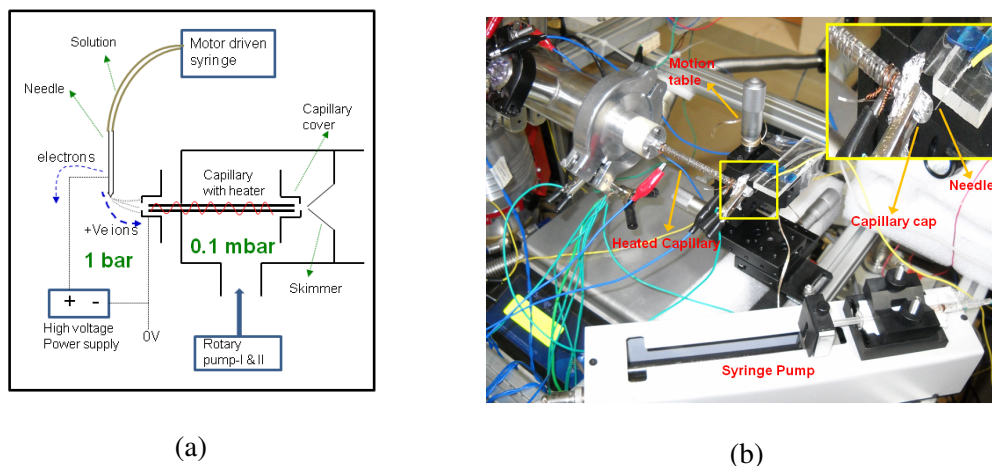 Solution
Motor driven
syringe
Needle
Capillary
cover
electrons
Capillary
with heater
+Ve ions
1 bar
0.1 mbar
+ -
High voltage
Power supply
0V
Skimmer
Rotary
pump-I & II
(a)
Motion
table
Needle
Capillary cap
Heated Capillary
Syringe Pump
(b)